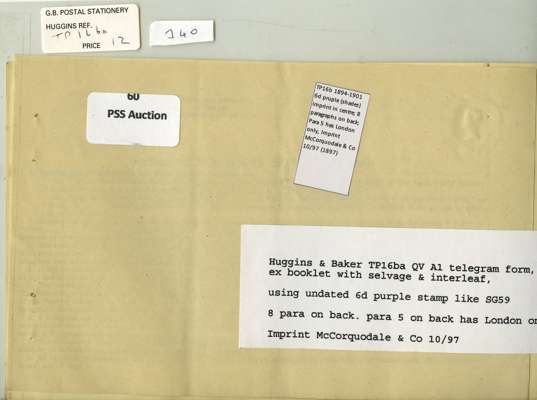 G.B. POSTAL STATIONERY
HUGGINS REF.
TP16ba
PRICE 12
J40
60
PSS Auction
TP16b 1894-1901
6d pruple (shades)
imprint in centre, 8
paragraphs on back;
Para 5 has London
only, Imprint
McCorquodale & Co
10/97 (1897)
Huggins & Baker TP16ba QV A1 telegram form,
ex booklet with selvage & interleaf,
using undated 6d purple stamp like SG59
8 para on back. para 5 on back has London on
Imprint McCorquodale & Co 10/97